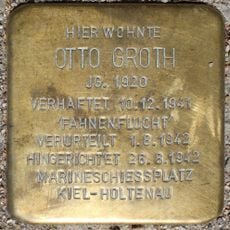 HIER WOHNTE
OTTO GROTH
JG. 1920
VERHAFTET 10.12.1941
'FAHNENFLUCHT'
VERURTEILT 1.8.1942
HINGERICHTET 26.8.1942
MARINESCHIESSPLATZ
KIEL-HOLTENAU